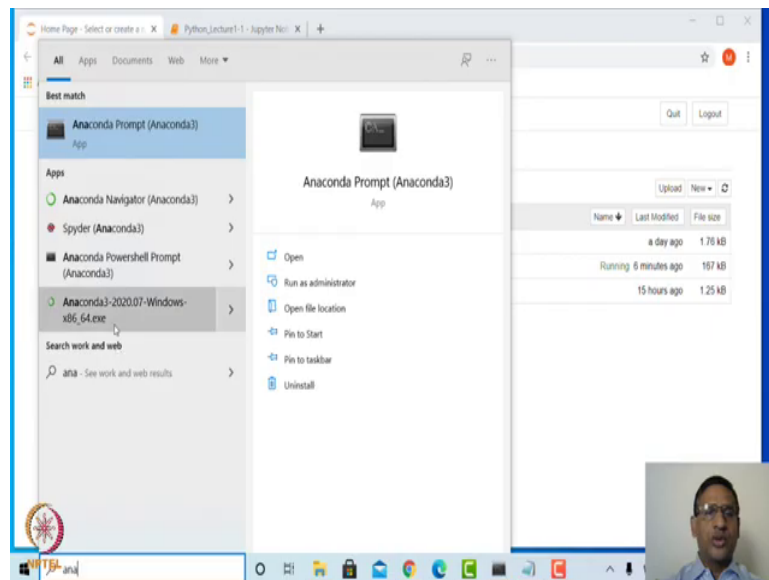 Home Page - Select or create a n
Python_Lecture1-1 - Jupyter Not
All Apps Documents Web More
Best match
Anaconda Prompt (Anaconda3)
App
Apps
Anaconda Navigator (Anaconda3)
Spyder (Anaconda3)
Anaconda Powershell Prompt
(Anaconda3)
Anaconda3-2020.07-Windows-
x86_64.exe
Search work and web
ana - See work and web results
Anaconda Prompt (Anaconda3)
App
Open
Run as administrator
Open file location
Pin to Start
Pin to taskbar
Uninstall
M
Quit Logout
Upload New
Name Last Modified File size
a day ago 1.76 kB
Running 6 minutes ago 167 kB
15 hours ago 1.25 kB
NPTEL
ana